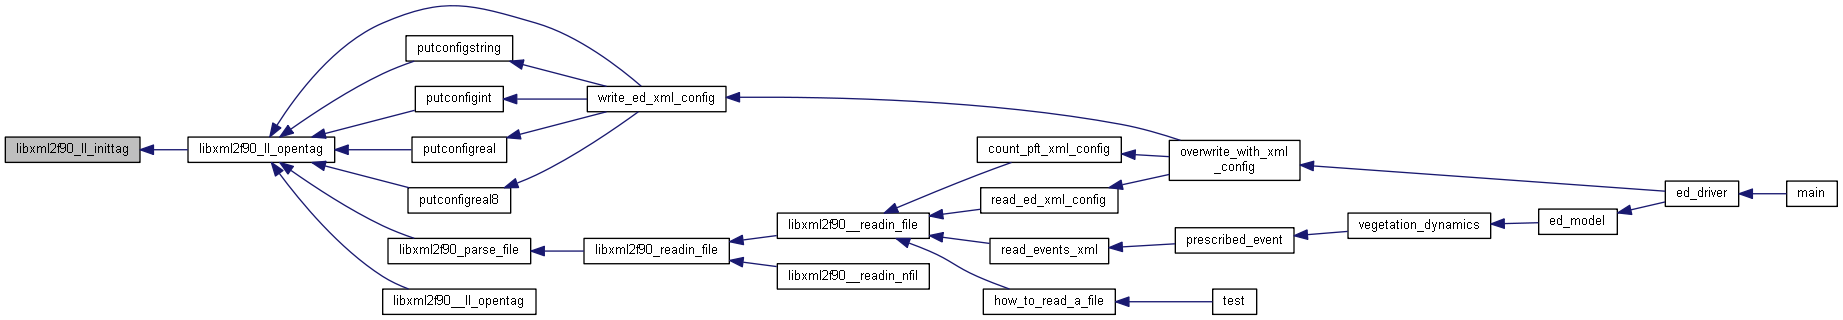 libxml2f90_ll_inittag
libxml2f90_ll_opentag
putconfigstring
putconfigint
putconfigreal
putconfigreal8
libxml2f90_parse_file
libxml2f90__ll_opentag
write_ed_xml_config
libxml2f90_readin_file
libxml2f90__readin_file
libxml2f90__readin_nfil
count_pft_xml_config
read_ed_xml_config
read_events_xml
how_to_read_a_file
overwrite_with_xml
_config
prescribed_event
test
vegetation_dynamics
ed_model
ed_driver
main